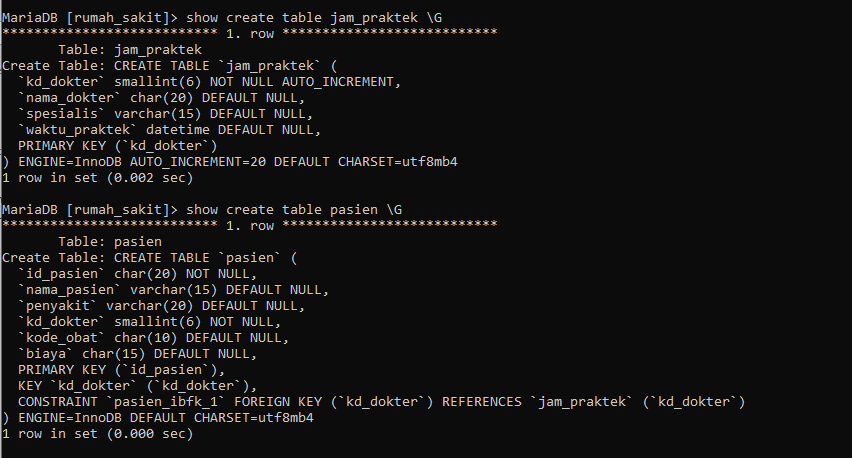 MariaDB [rumah_sakit]> show create table jam_praktek \G
*************************** 1. row ***************************
       Table: jam_praktek
Create Table: CREATE TABLE `jam_praktek` (
  `kd_dokter` smallint(6) NOT NULL AUTO_INCREMENT,
  `nama_dokter` char(20) DEFAULT NULL,
  `spesialis` varchar(15) DEFAULT NULL,
  `waktu_praktek` datetime DEFAULT NULL,
  PRIMARY KEY (`kd_dokter`)
) ENGINE=InnoDB AUTO_INCREMENT=20 DEFAULT CHARSET=utf8mb4
1 row in set (0.002 sec)

MariaDB [rumah_sakit]> show create table pasien \G
*************************** 1. row ***************************
       Table: pasien
Create Table: CREATE TABLE `pasien` (
  `id_pasien` char(20) NOT NULL,
  `nama_pasien` varchar(15) DEFAULT NULL,
  `penyakit` varchar(20) DEFAULT NULL,
  `kd_dokter` smallint(6) NOT NULL,
  `kode_obat` char(10) DEFAULT NULL,
  `biaya` char(15) DEFAULT NULL,
  PRIMARY KEY (`id_pasien`),
  KEY `kd_dokter` (`kd_dokter`),
  CONSTRAINT `pasien_ibfk_1` FOREIGN KEY (`kd_dokter`) REFERENCES `jam_praktek` (`kd_dokter`)
) ENGINE=InnoDB DEFAULT CHARSET=utf8mb4
1 row in set (0.000 sec)